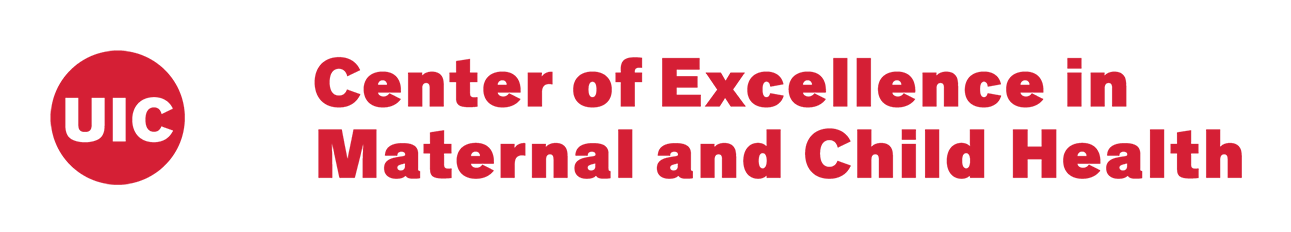 UIC
Center of Excellence in
Maternal and Child Health